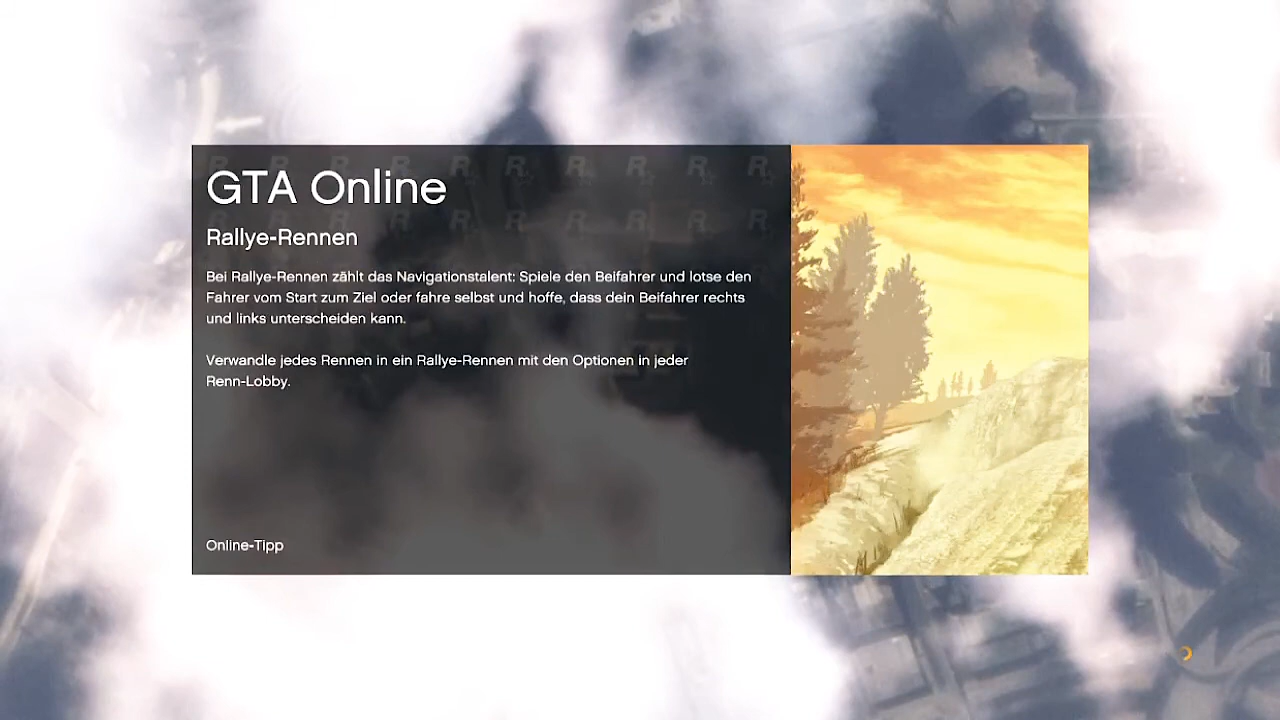 GTA Online
Rallye-Rennen
Bei Rallye-Rennen zählt das Navigationstalent: Spiele den Beifahrer und lotse den
Fahrer vom Start zum Ziel oder fahre selbst und hoffe, dass dein Beifahrer rechts
und links unterscheiden kann.
Verwandle jedes Rennen in ein Rallye-Rennen mit den Optionen in jeder
Renn-Lobby.
Online-Tipp